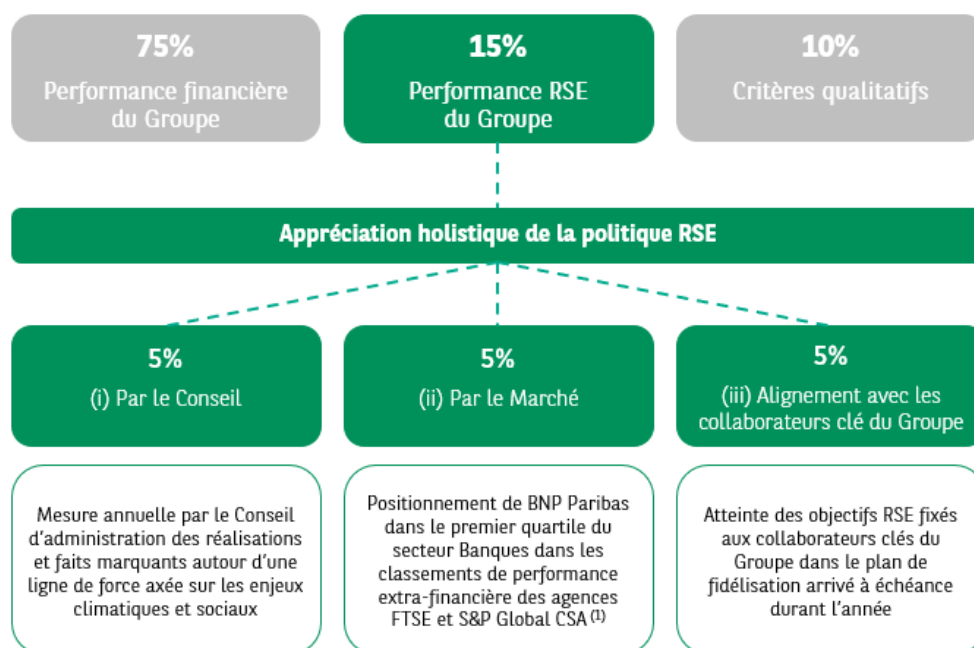 75%
Performance financière
du Groupe
15%
Performance RSE
du Groupe
10%
Critères qualitatifs
Appréciation holistique de la politique RSE
5%
(i) Par le Conseil
5%
(ii) Par le Marché
5%
(iii) Alignement avec les
collaborateurs clé du Groupe
Mesure annuelle par le Conseil
d'administration des réalisations
et faits marquants autour d'une
ligne de force axée sur les enjeux
climatiques et sociaux
Positionnement de BNP Paribas
dans le premier quartile du
secteur Banques dans les
classements de performance
extra-financière des agences
FTSE et S&P Global CSA (1)
Atteinte des objectifs RSE fixés
aux collaborateurs clés du
Groupe dans le plan de
fidélisation arrivé à échéance
durant l'année